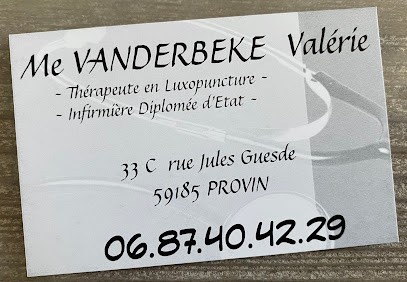 Me VANDERBEKE Valérie
- Thérapeute en Luxopuncture -
- Infirmière Diplomée d'Etat -
33 C rue Jules Guesde
59185 PROVIN
06.87.40.42.29